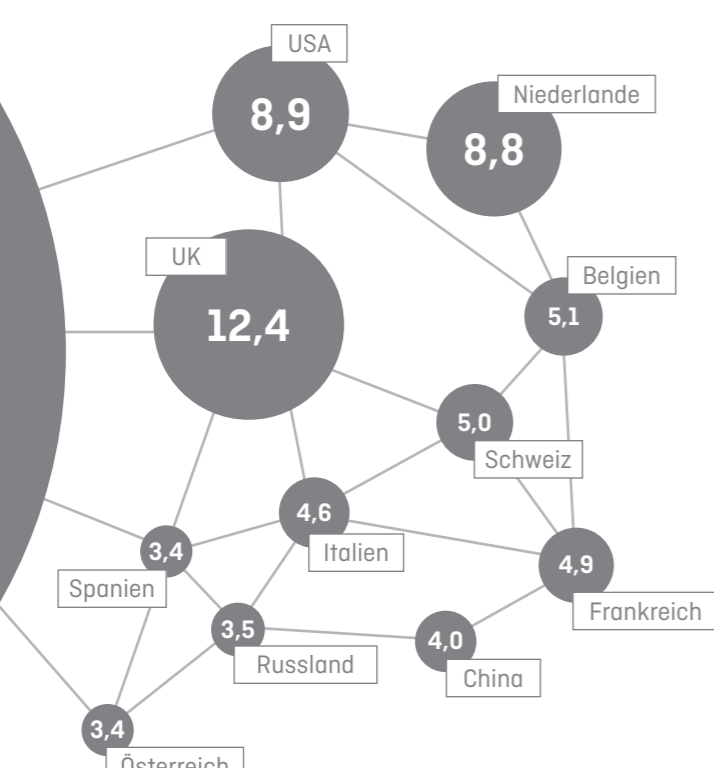 USA
8,9
Niederlande
8,8
UK
12,4
Belgien
5,1
5,0
Schweiz
4,6
Italien
3,4
Spanien
4,9
Frankreich
3,5
Russland
4,0
China
3,4
Österreich